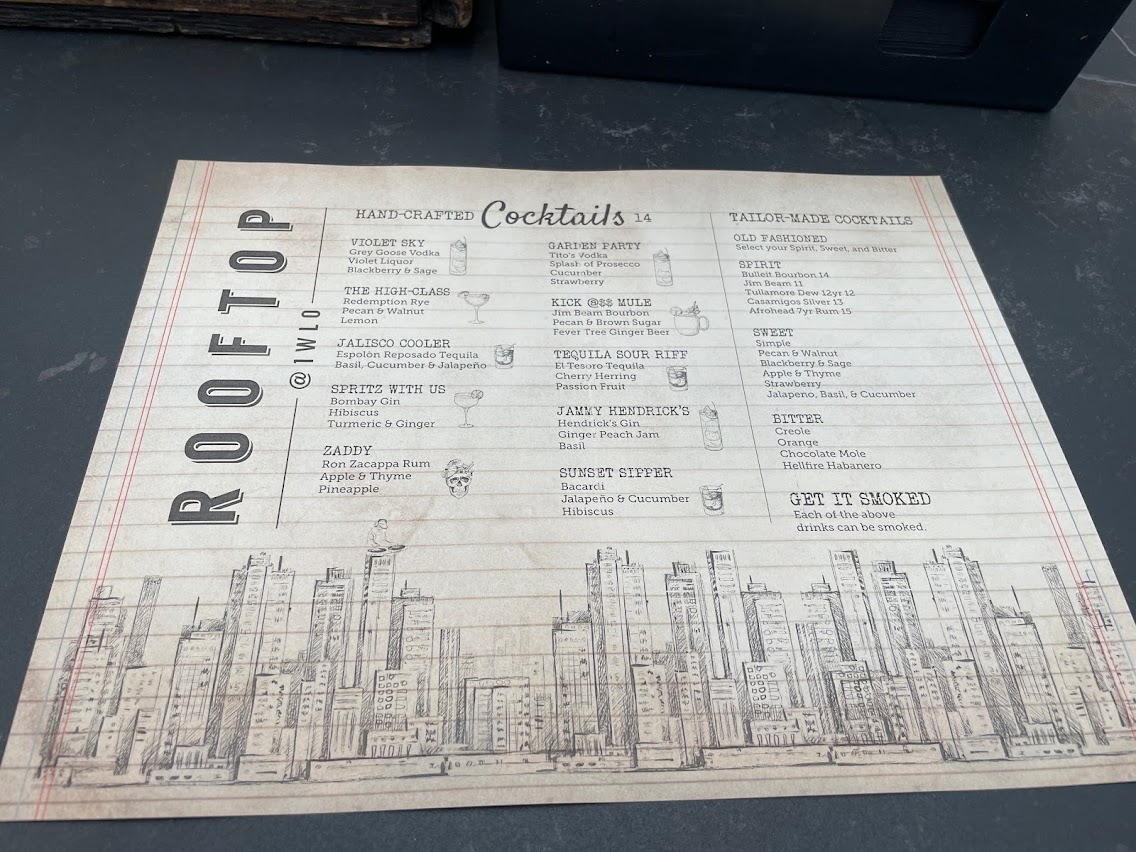 ROOFTOP
@1WLO
HAND-CRAFTED Cocktails 14
VIOLET SKY
Grey Goose Vodka
Violet Liquor
Blackberry & Sage
THE HIGH-CLASS
Redemption Rye
Pecan & Walnut
Lemon
JALISCO COOLER
Espolòn Reposado Tequila
Basil, Cucumber & Jalapeño
SPRITZ WITH US
Bombay Gin
Hibiscus
Turmeric & Ginger
ZADDY
Ron Zacappa Rum
Apple & Thyme
Pineapple
GARDEN PARTY
Tito's Vodka
Splash of Prosecco
Cucumber
Strawberry
KICK @$$ MULE
Jim Beam Bourbon
Pecan & Brown Sugar
Fever Tree Ginger Beer
TEQUILA SOUR RIFF
El Tesoro Tequila
Cherry Herring
Passion Fruit
JAMMY HENDRICK'S
Hendrick's Gin
Ginger Peach Jam
Basil
SUNSET SIPPER
Bacardi
Jalapeño & Cucumber
Hibiscus
TAILOR-MADE COCKTAILS
OLD FASHIONED
Select your Spirit, Sweet, and Bitter
SPIRIT
Bulleit Bourbon 14
Jim Beam 11
Tullamore Dew 12yr 12
Casamigos Silver 13
Afrohead 7yr Rum 15
SWEET
Simple
Pecan & Walnut
Blackberry & Sage
Apple & Thyme
Strawberry
Jalapeno, Basil, & Cucumber
BITTER
Creole
Orange
Chocolate Mole
Hellfire Habanero
GET IT SMOKED
Each of the above
drinks can be smoked.